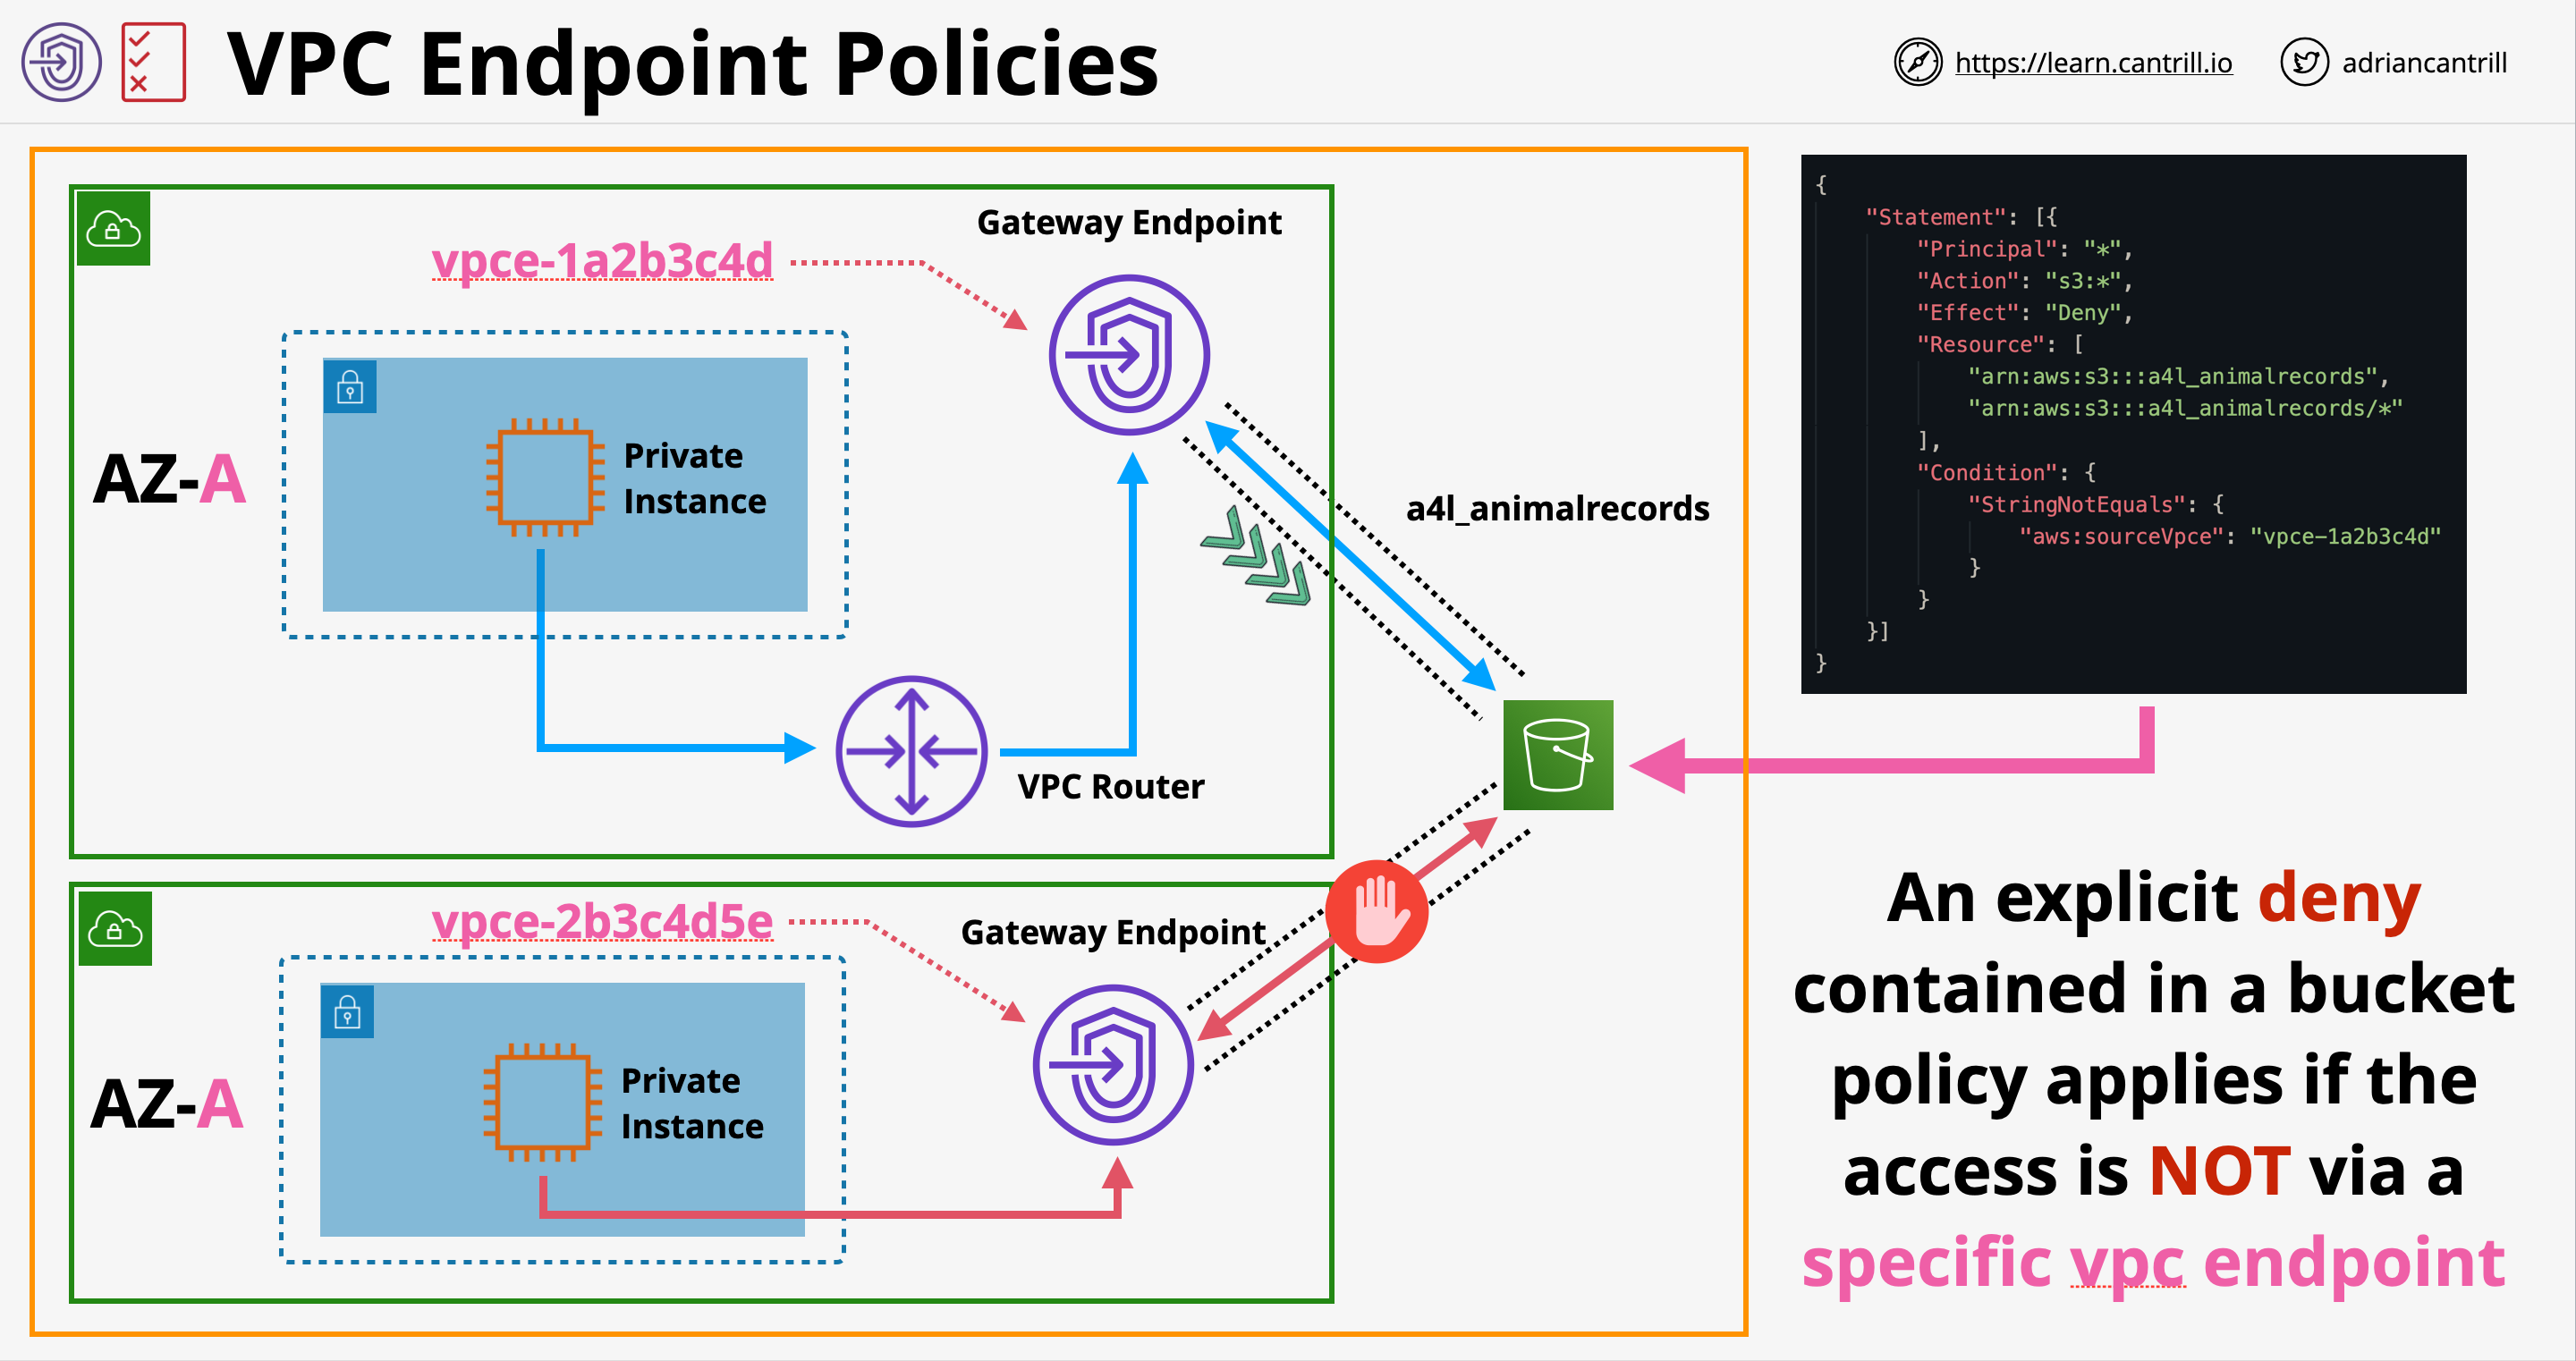 VPC Endpoint Policies
https://learn.cantrill.io
adriancantrill
Gateway Endpoint
vpce-1a2b3c4d
AZ-A
Private
Instance
a4l_animalrecords
VPC Router
vpce-2b3c4d5e
Gateway Endpoint
AZ-A
Private
Instance
{
"Statement": [{
"Principal": "*",
"Action": "s3:*",
"Effect": "Deny",
"Resource": [
"arn:aws:s3:::a4l_animalrecords",
"arn:aws:s3:::a4l_animalrecords/*"
],
"Condition": {
"StringNotEquals": {
"aws:sourceVpce": "vpce-1a2b3c4d"
}
}
}]
}
An explicit deny
contained in a bucket
policy applies if the
access is NOT via a
specific vpc endpoint